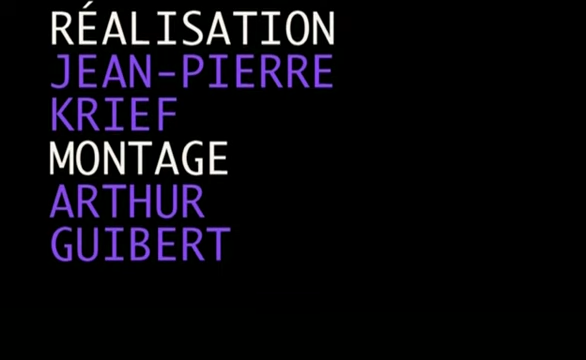 RÉALISATION
JEAN-PIERRE
KRIEF
MONTAGE
ARTHUR
GUIBERT